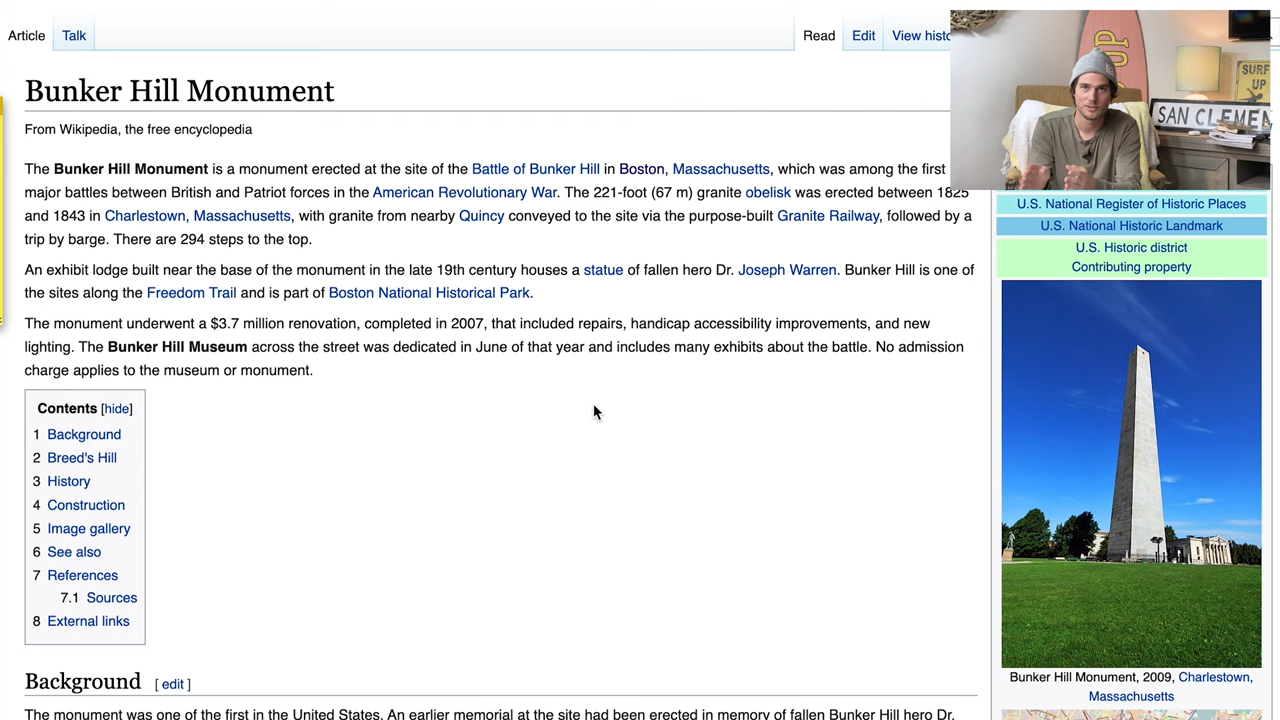 Article
Talk
Read
Edit
View histo
UP
SURF
UP
SAN CLEMEN
Bunker Hill Monument
From Wikipedia, the free encyclopedia
The Bunker Hill Monument is a monument erected at the site of the Battle of Bunker Hill in Boston, Massachusetts, which was among the first
major battles between British and Patriot forces in the American Revolutionary War. The 221-foot (67 m) granite obelisk was erected between 1825
and 1843 in Charlestown, Massachusetts, with granite from nearby Quincy conveyed to the site via the purpose-built Granite Railway, followed by a
trip by barge. There are 294 steps to the top.
An exhibit lodge built near the base of the monument in the late 19th century houses a statue of fallen hero Dr. Joseph Warren. Bunker Hill is one of
the sites along the Freedom Trail and is part of Boston National Historical Park.
The monument underwent a $3.7 million renovation, completed in 2007, that included repairs, handicap accessibility improvements, and new
lighting. The Bunker Hill Museum across the street was dedicated in June of that year and includes many exhibits about the battle. No admission
charge applies to the museum or monument.
Contents [hide]
1 Background
2 Breed's Hill
3 History
4 Construction
5 Image gallery
6 See also
7 References
7.1 Sources
8 External links
Background [ edit ]
The monument was one of the first in the United States. An earlier memorial at the site had been erected in memory of fallen Bunker Hill hero Dr.
U.S. National Register of Historic Places
U.S. National Historic Landmark
U.S. Historic district
Contributing property
Bunker Hill Monument, 2009, Charlestown,
Massachusetts